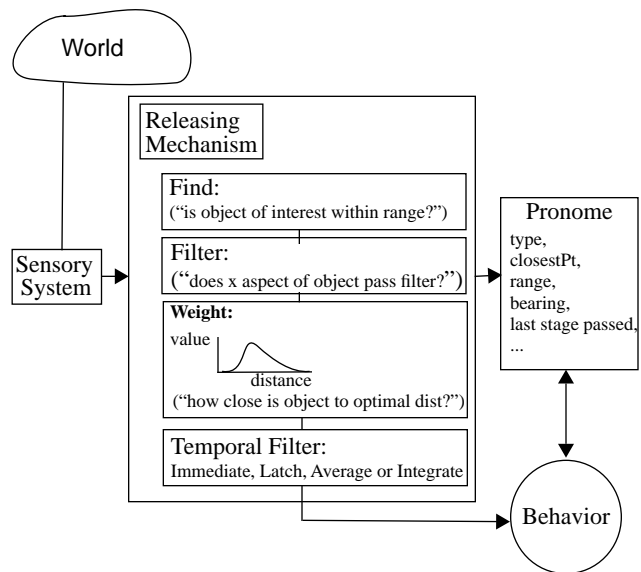 World
Releasing
Mechanism
Find:
(“is object of interest within range?”)
Filter:
(“does x aspect of object pass filter?”)
Weight:
value
distance
(“how close is object to optimal dist?”)
Temporal Filter:
Immediate, Latch, Average or Integrate
Sensory
System
Pronome
type,
closestPt,
range,
bearing,
last stage passed,
...
Behavior